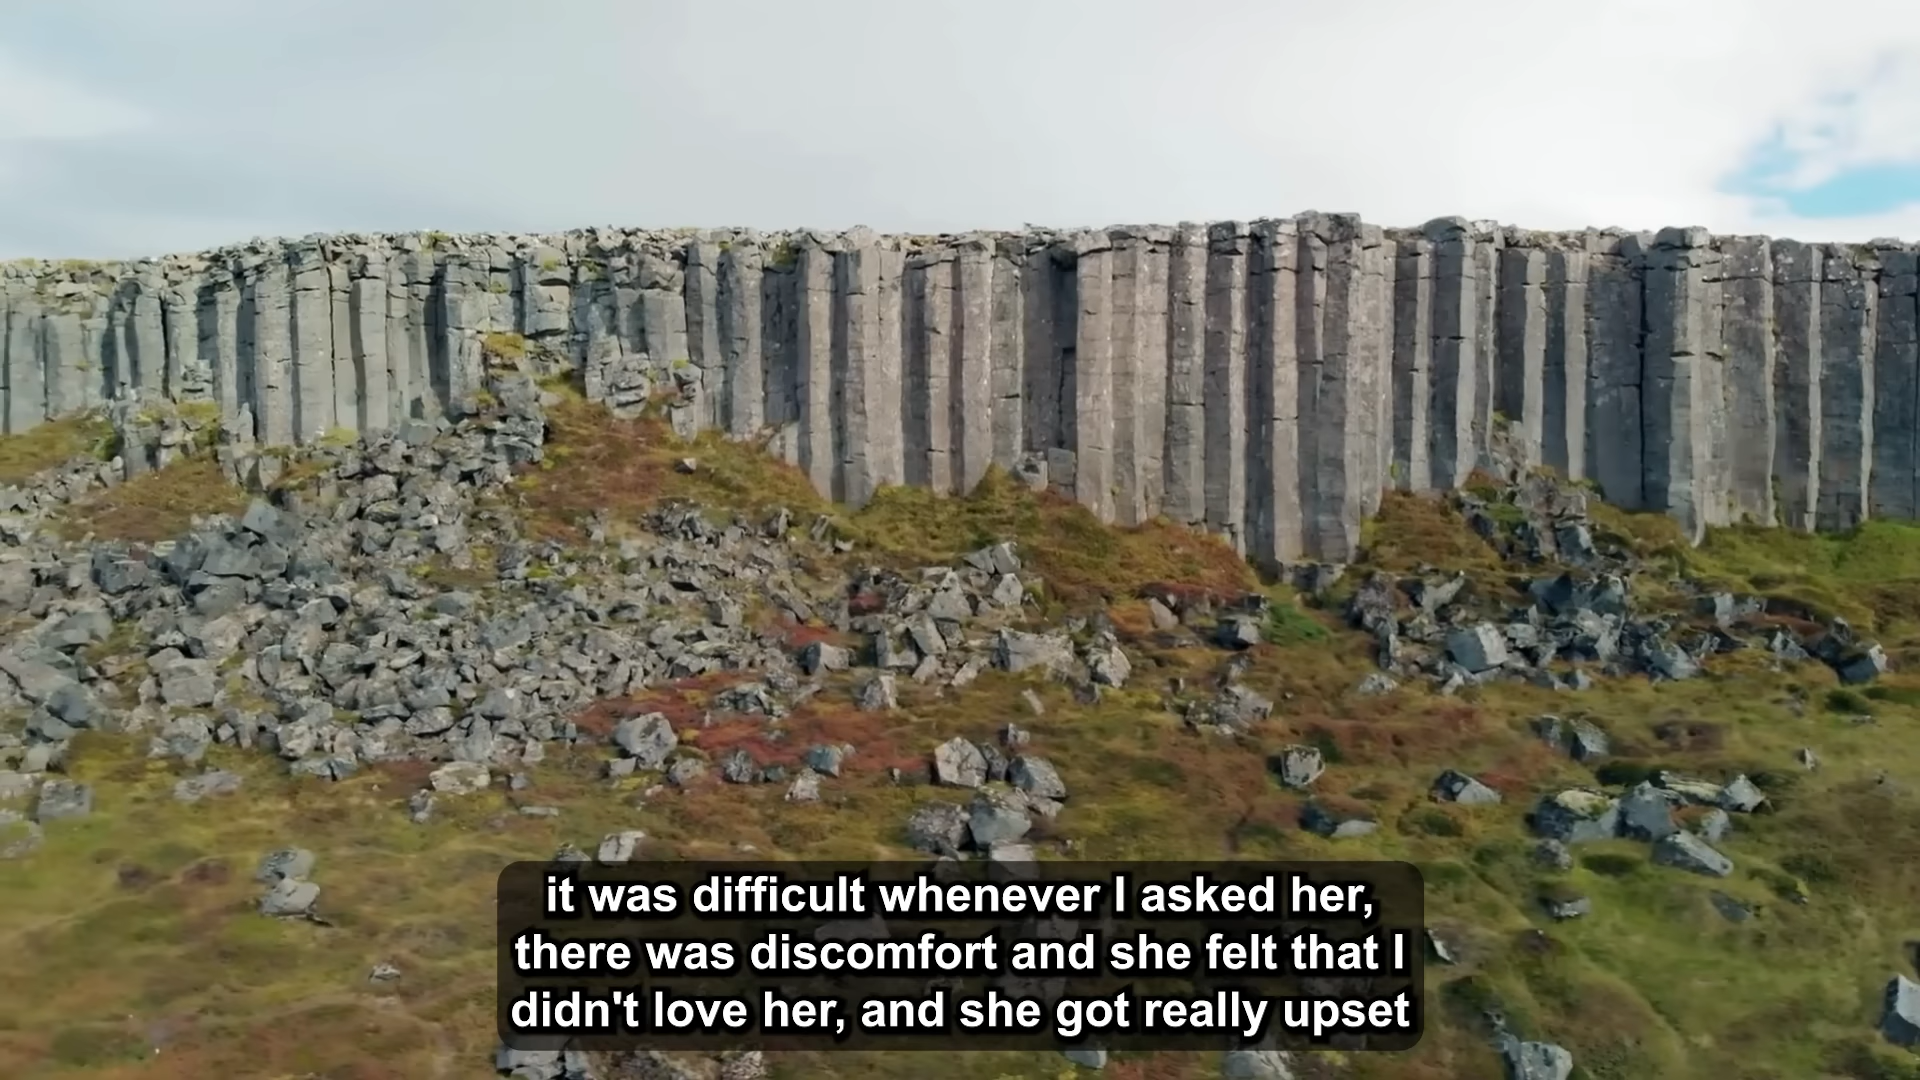 it was difficult whenever I asked her,
there was discomfort and she felt that I
didn't love her, and she got really upset